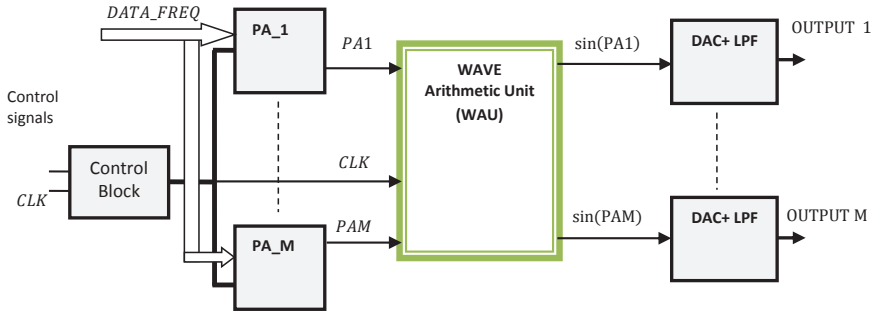 DATA_FREQ
PA_1
PA1
WAVE
Arithmetic Unit
(WAU)
sin(PA1)
DAC+ LPF
OUTPUT 1
Control
signals
CLK
Control
Block
CLK
PA_M
PAM
sin(PAM)
DAC+ LPF
OUTPUT M